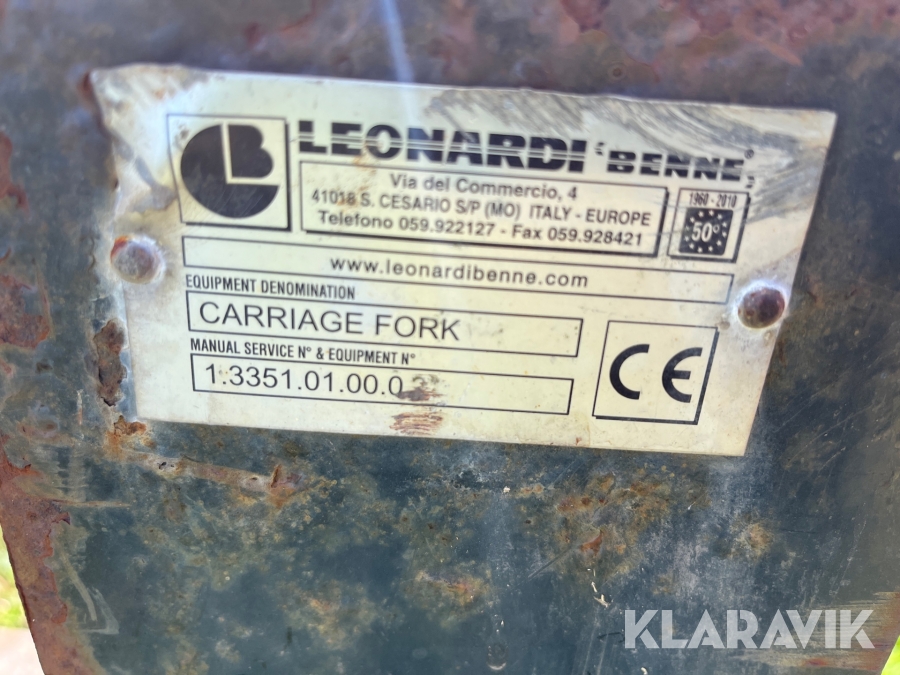 LB
LEONARDI BENNE®
Via del Commercio, 4
41018 S. CESARIO S/P (MO) ITALY - EUROPE
Telefono 059.922127 - Fax 059.928421
1960 - 2010
50°
www.leonardibenne.com
EQUIPMENT DENOMINATION
CARRIAGE FORK
MANUAL SERVICE N° & EQUIPMENT N°
1.3351.01.00.0
CE
KLARAVIK